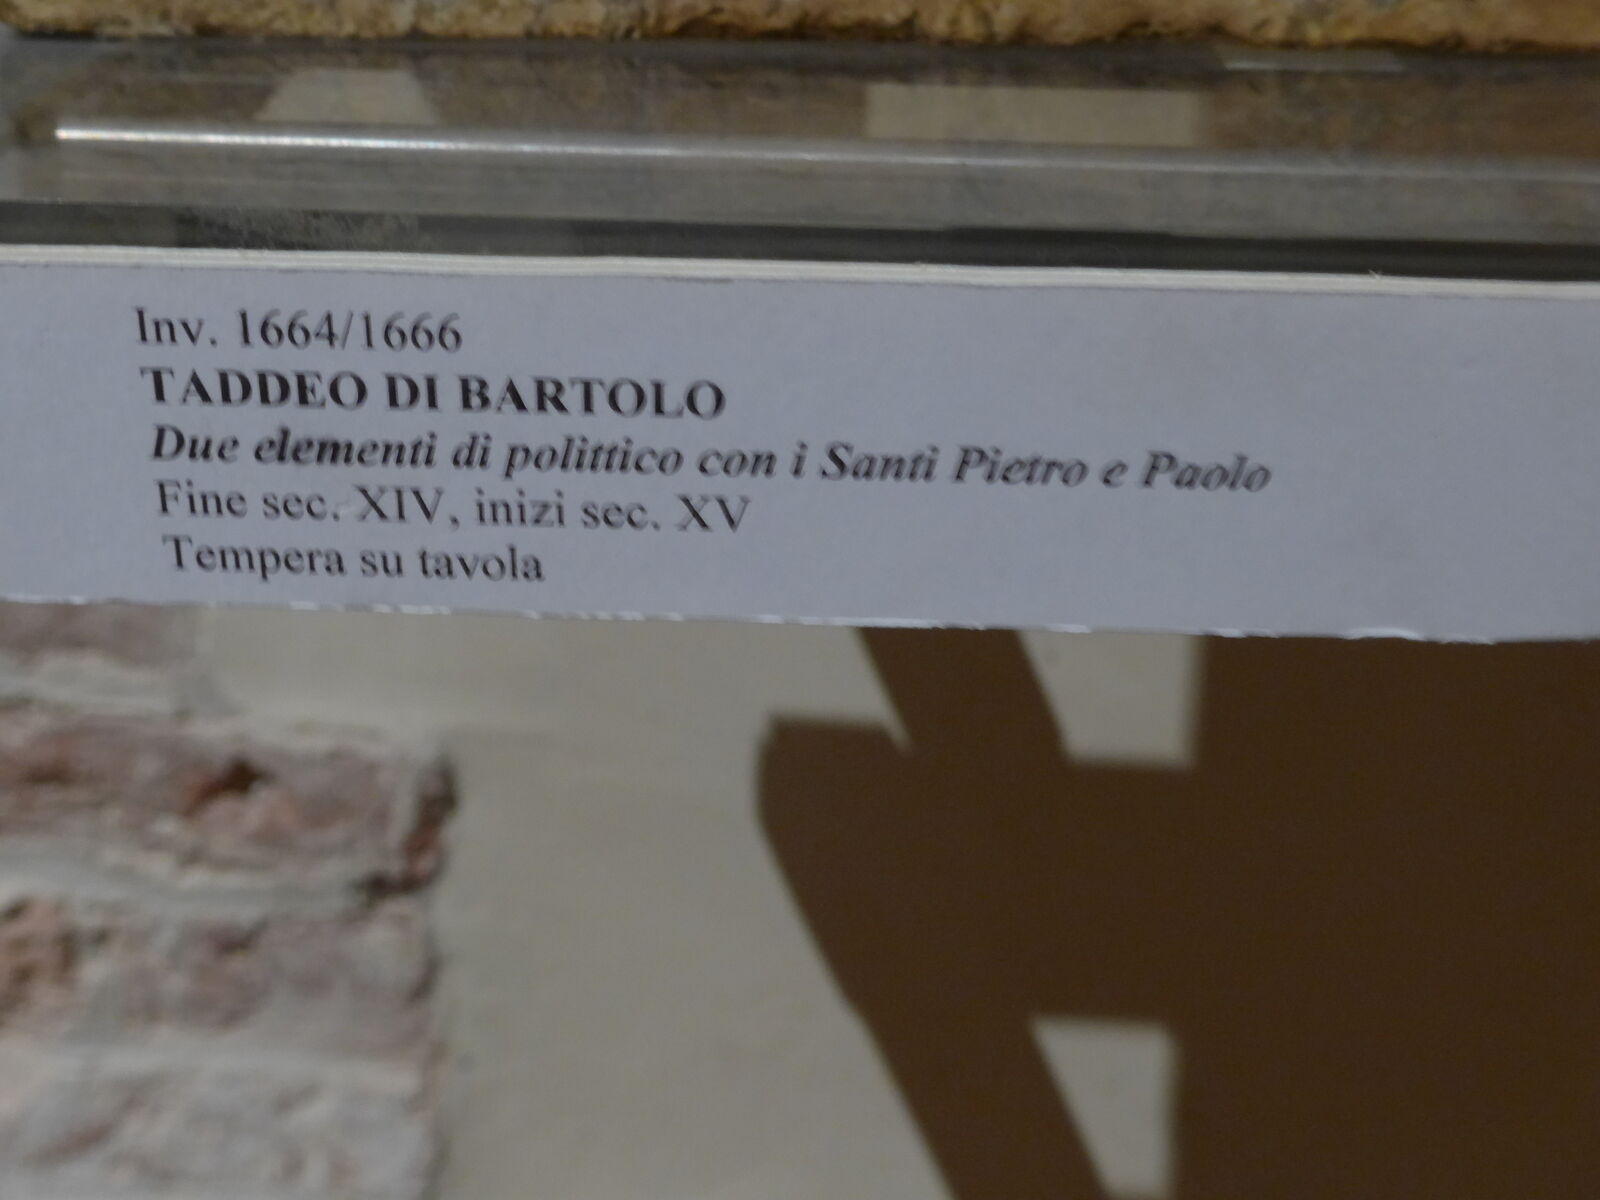 Inv. 1664/1666
TADDEO DI BARTOLO
Due elementi di polittico con i Santi Pietro e Paolo
Fine sec. XIV, inizi sec. XV
Tempera su tavola